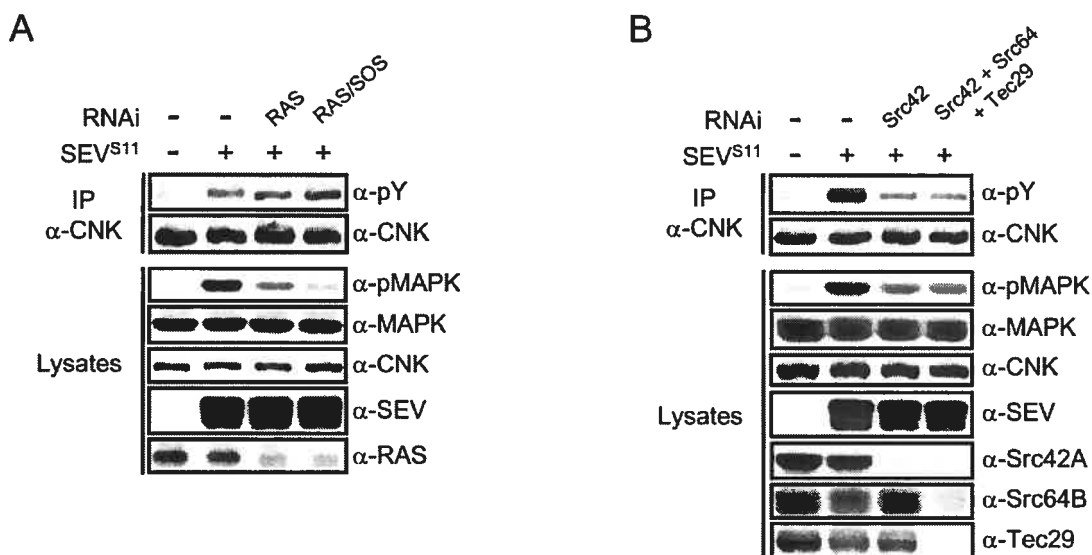 A
RNAi - - RAS RAS/SOS
SEV^S11 - + + +
IP
α-CNK
α-pY
α-CNK
Lysates
α-pMAPK
α-MAPK
α-CNK
α-SEV
α-RAS
B
RNAi - - Src42 Src42 + Src64
+ Tec29
SEV^S11 - + + +
IP
α-CNK
α-pY
α-CNK
Lysates
α-pMAPK
α-MAPK
α-CNK
α-SEV
α-Src42A
α-Src64B
α-Tec29